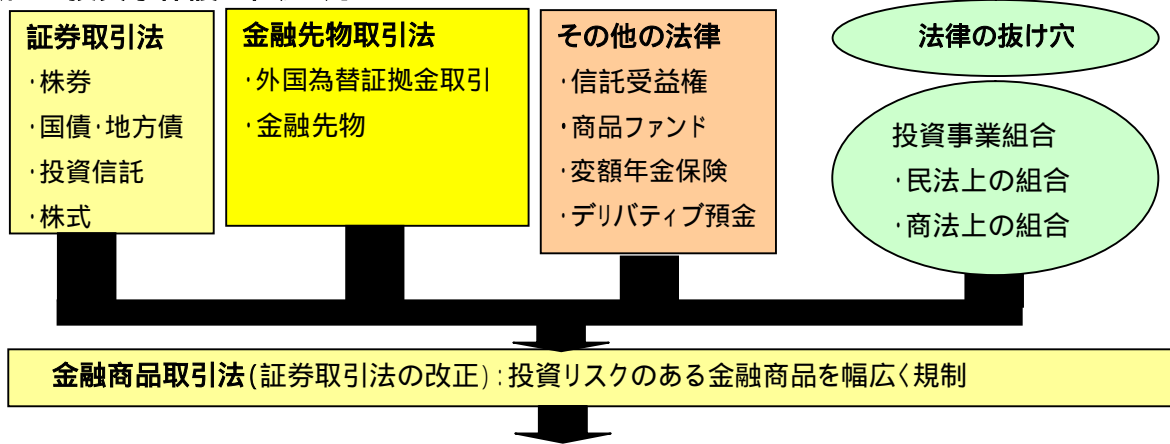 証券取引法
・株券
・国債・地方債
・投資信託
・株式
金融先物取引法
・外国為替証拠金取引
・金融先物
その他の法律
・信託受益権
・商品ファンド
・変額年金保険
・デリバティブ預金
法律の抜け穴
投資事業組合
・民法上の組合
・商法上の組合
金融商品取引法(証券取引法の改正):投資リスクのある金融商品を幅広く規制